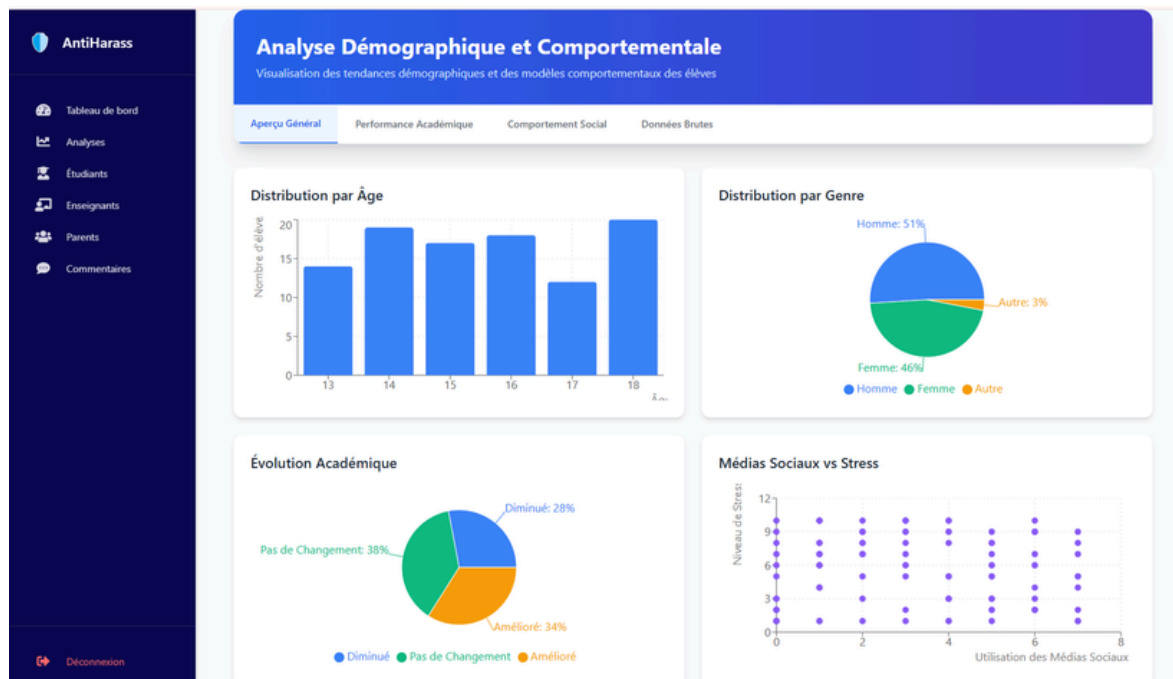 AntiHarass
Tableau de bord
Analyses
Étudiants
Enseignants
Parents
Commentaires
Déconnexion
Analyse Démographique et Comportementale
Visualisation des tendances démographiques et des modèles comportementaux des élèves
Aperçu Général
Performance Académique
Comportement Social
Données Brutes
Distribution par Âge
Nombre d'élève
20
15
10
5
0
13
14
15
16
17
18
Distribution par Genre
Homme: 51%
Autre: 3%
Femme: 46%
Homme
Femme
Autre
Évolution Académique
Diminué: 28%
Pas de Changement: 38%
Amélioré: 34%
Diminué
Pas de Changement
Amélioré
Médias Sociaux vs Stress
Niveau de Stres
12
9
6
3
0
0
2
4
6
8
Utilisation des Médias Sociaux